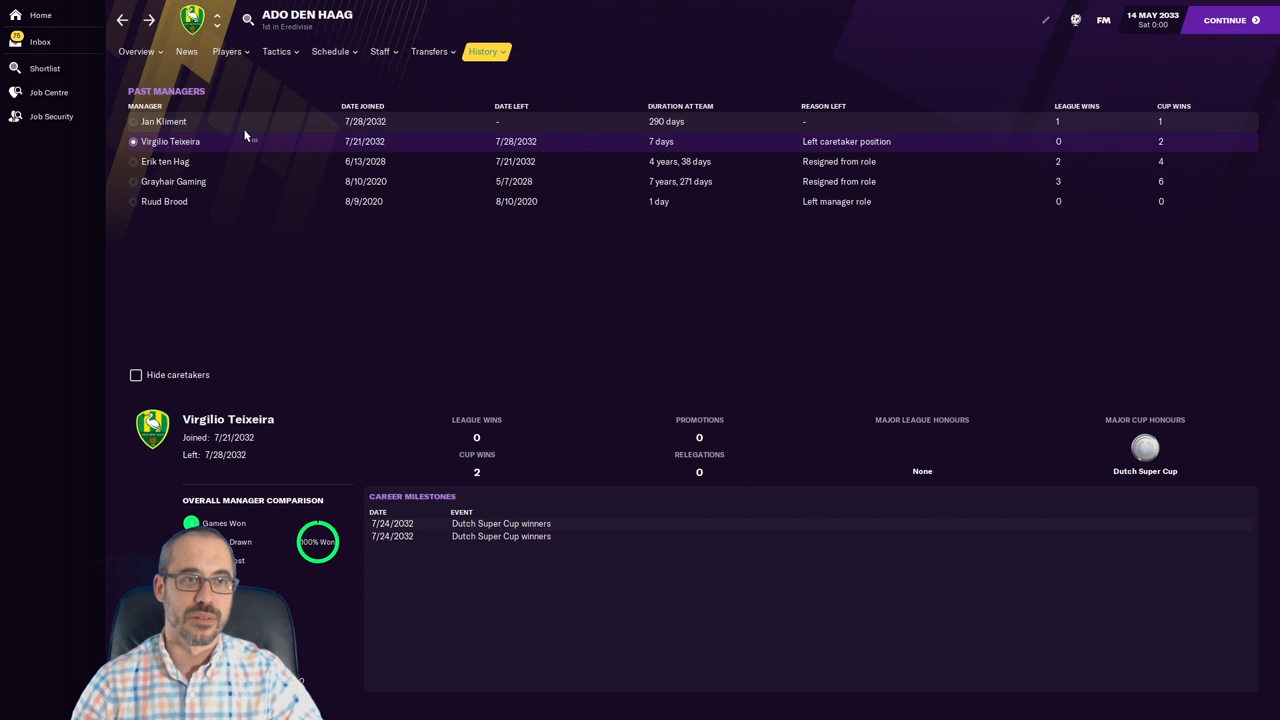 Home
75
Inbox
Shortlist
Job Centre
Job Security
ADO DEN HAAG
1st in Eredivisie
FM
14 MAY 2033
Sat 0:00
CONTINUE
Overview
News
Players
Tactics
Schedule
Staff
Transfers
History
PAST MANAGERS
MANAGER DATE JOINED DATE LEFT DURATION AT TEAM REASON LEFT LEAGUE WINS CUP WINS
Jan Kliment 7/28/2032 - 290 days - 1 1
Virgilio Teixeira 7/21/2032 7/28/2032 7 days Left caretaker position 0 2
Erik ten Hag 6/13/2028 7/21/2032 4 years, 38 days Resigned from role 2 4
Grayhair Gaming 8/10/2020 5/7/2028 7 years, 271 days Resigned from role 3 6
Ruud Brood 8/9/2020 8/10/2020 1 day Left manager role 0 0
Hide caretakers
Virgilio Teixeira
Joined: 7/21/2032
Left: 7/28/2032
LEAGUE WINS
0
CUP WINS
2
PROMOTIONS
0
RELEGATIONS
0
MAJOR LEAGUE HONOURS
None
MAJOR CUP HONOURS
Dutch Super Cup
OVERALL MANAGER COMPARISON
Games Won
Drawn
ost
100% Won
CAREER MILESTONES
DATE EVENT
7/24/2032 Dutch Super Cup winners
7/24/2032 Dutch Super Cup winners